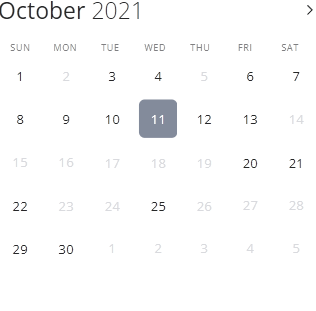 October 2021
SUN MON TUE WED THU FRI SAT
1 2 3 4 5 6 7
8 9 10 11 12 13 14
15 16 17 18 19 20 21
22 23 24 25 26 27 28
29 30 1 2 3 4 5